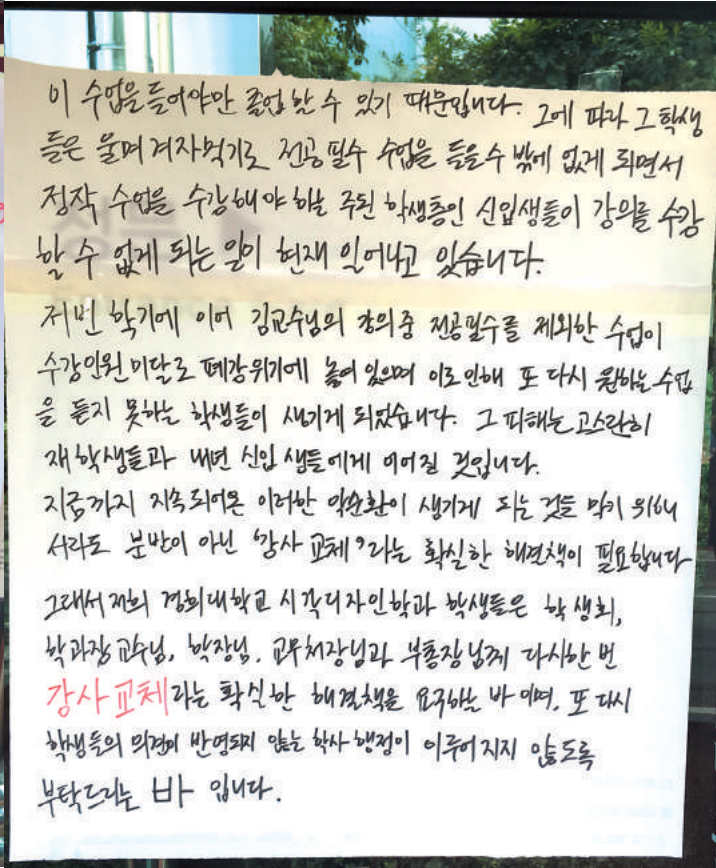 이 수업을 들어야만 졸업 할 수 있기 때문입니다. 그에 따라 그 학생
들은 울며 겨자먹기로 전공 필수 수업을 들을 수 밖에 없게 되면서
정작 수업을 수강해야 하는 주된 학생층인 신입생들이 강의를 수강
할 수 없게 되는 일이 현재 일어나고 있습니다.
저번 학기에 이어 김교수님의 강의 중 전공필수를 제외한 수업이
수강인원 미달로 폐강위기에 놓여 있으며 이로 인해 또 다시 원하는 수업
을 듣지 못하는 학생들이 생기게 되었습니다. 그 피해는 고스란히
재학생들과 내년 신입 생들에게 이어질 것입니다.
지금까지 지속되어온 이러한 악순환이 생기게 되는 것을 막기 위해
서라도 분반이 아닌 '강사 교체'라는 확실한 해결책이 필요합니다
그래서 저희 경희대학교 시각디자인학과 학생들은 학생회,
학과장 교수님, 학장님, 교무처장님과 부총장님께 다시한 번
강사 교체라는 확실한 해결책을 요구하는 바 이며, 또 다시
학생들의 의견이 반영되지 않는 학사 행정이 이루어지지 않도록
부탁드리는 바 입니다.